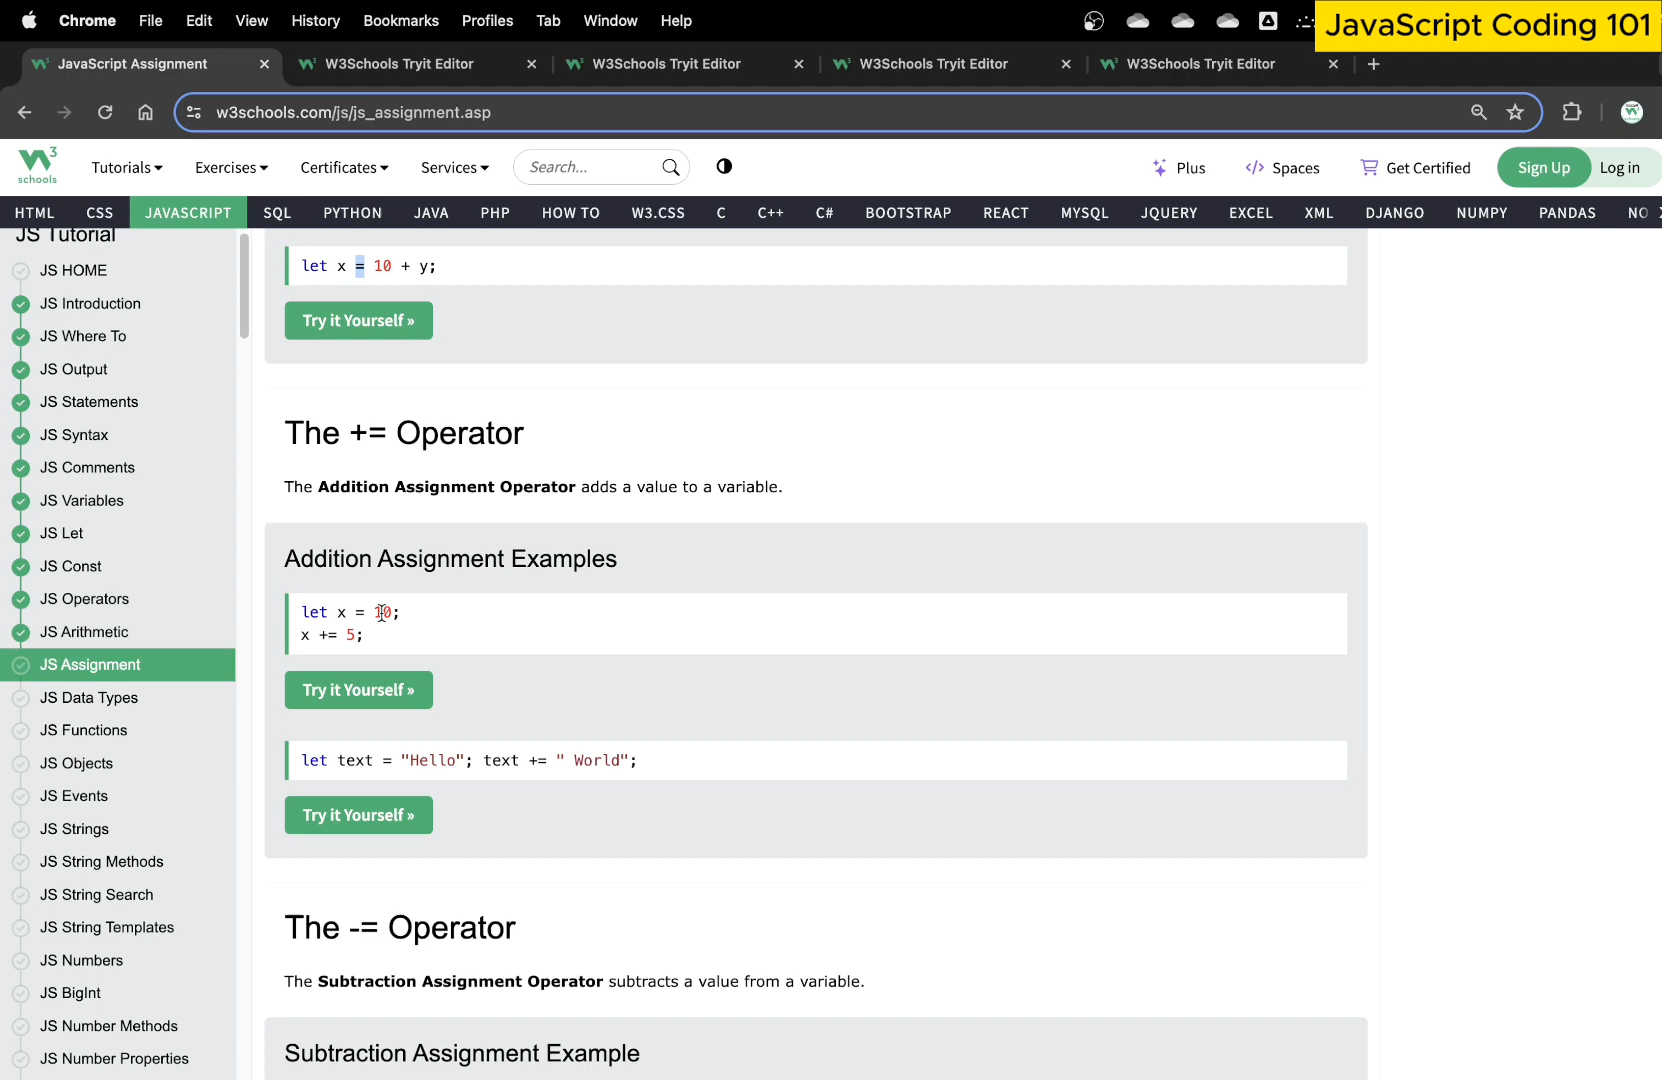 Chrome File Edit View History Bookmarks Profiles Tab Window Help
JavaScript Coding 101
JavaScript Assignment W3Schools Tryit Editor W3Schools Tryit Editor W3Schools Tryit Editor W3Schools Tryit Editor
w3schools.com/js/js_assignment.asp
W3 schools Tutorials Exercises Certificates Services Search... Plus Spaces Get Certified Sign Up Log in
HTML CSS JAVASCRIPT SQL PYTHON JAVA PHP HOW TO W3.CSS C C++ C# BOOTSTRAP REACT MYSQL JQUERY EXCEL XML DJANGO NUMPY PANDAS
JS Tutorial
JS HOME
JS Introduction
JS Where To
JS Output
JS Statements
JS Syntax
JS Comments
JS Variables
JS Let
JS Const
JS Operators
JS Arithmetic
JS Assignment
JS Data Types
JS Functions
JS Objects
JS Events
JS Strings
JS String Methods
JS String Search
JS String Templates
JS Numbers
JS BigInt
JS Number Methods
JS Number Properties
let x = 10 + y;
Try it Yourself »
The += Operator
The Addition Assignment Operator adds a value to a variable.
Addition Assignment Examples
let x = 10;
x += 5;
Try it Yourself »
let text = "Hello"; text += " World";
Try it Yourself »
The -= Operator
The Subtraction Assignment Operator subtracts a value from a variable.
Subtraction Assignment Example